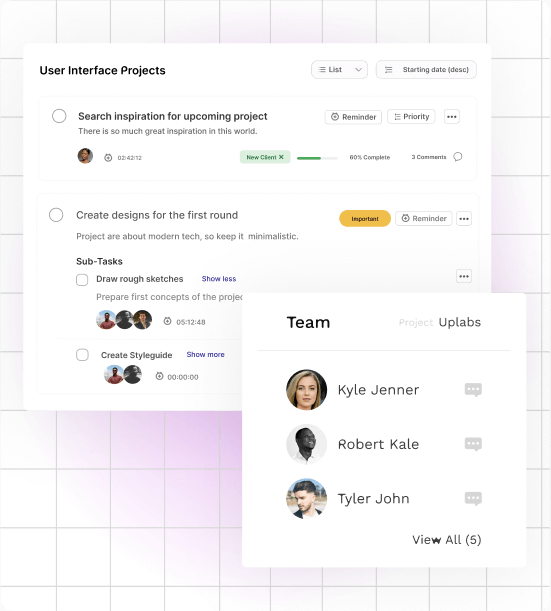 User Interface Projects
List
Starting date (desc)
Search inspiration for upcoming project
Reminder
Priority
There is so much great inspiration in this world.
02:42:12
New Client ×
60% Complete
3 Comments
Create designs for the first round
Important
Reminder
Project are about modern tech, so keep it minimalistic.
Sub-Tasks
Draw rough sketches
Show less
Prepare first concepts of the
05:12:48
Create Styleguide
Show more
00:00:00
Team
Project Uplabs
Kyle Jenner
Robert Kale
Tyler John
View All (5)